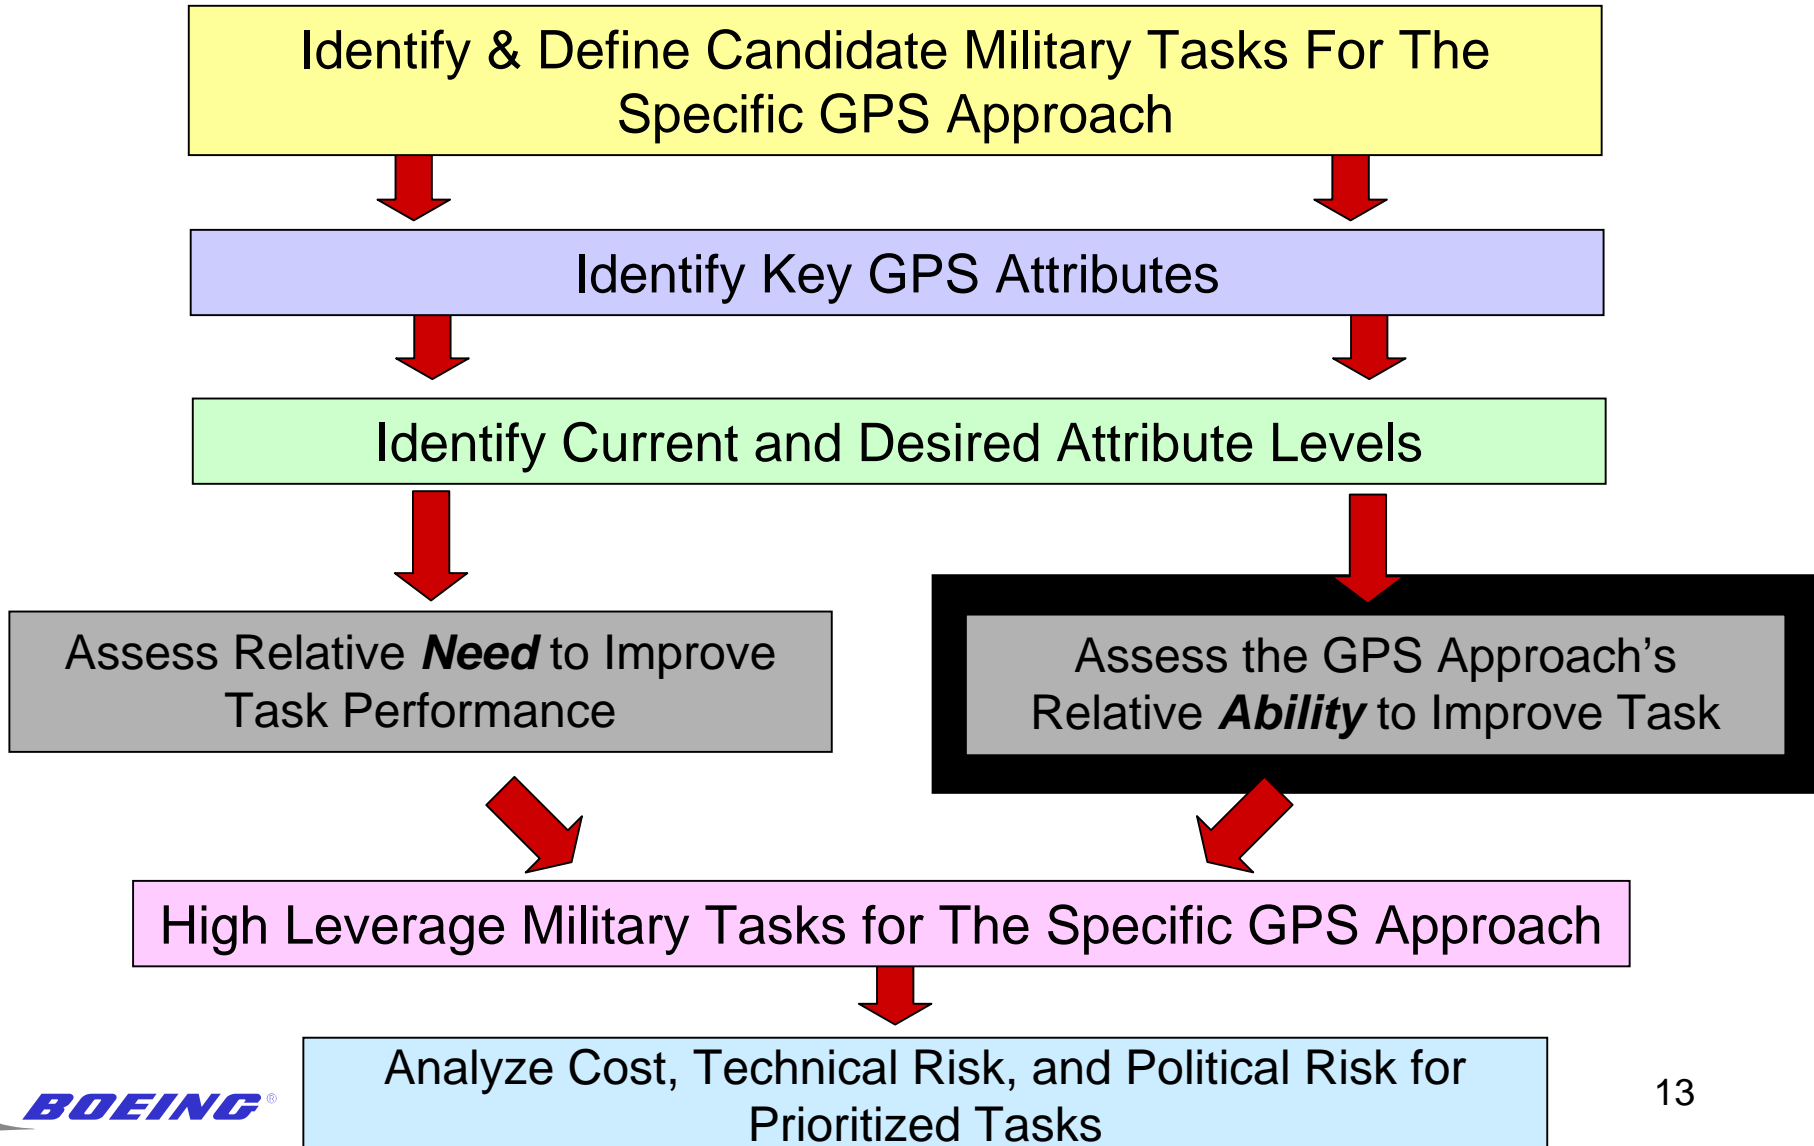 Identify & Define Candidate Military Tasks For The
Specific GPS Approach
Identify Key GPS Attributes
Identify Current and Desired Attribute Levels
Assess Relative Need to Improve
Task Performance
Assess the GPS Approach's
Relative Ability to Improve Task
High Leverage Military Tasks for The Specific GPS Approach
Analyze Cost, Technical Risk, and Political Risk for
Prioritized Tasks
BOEING®
13